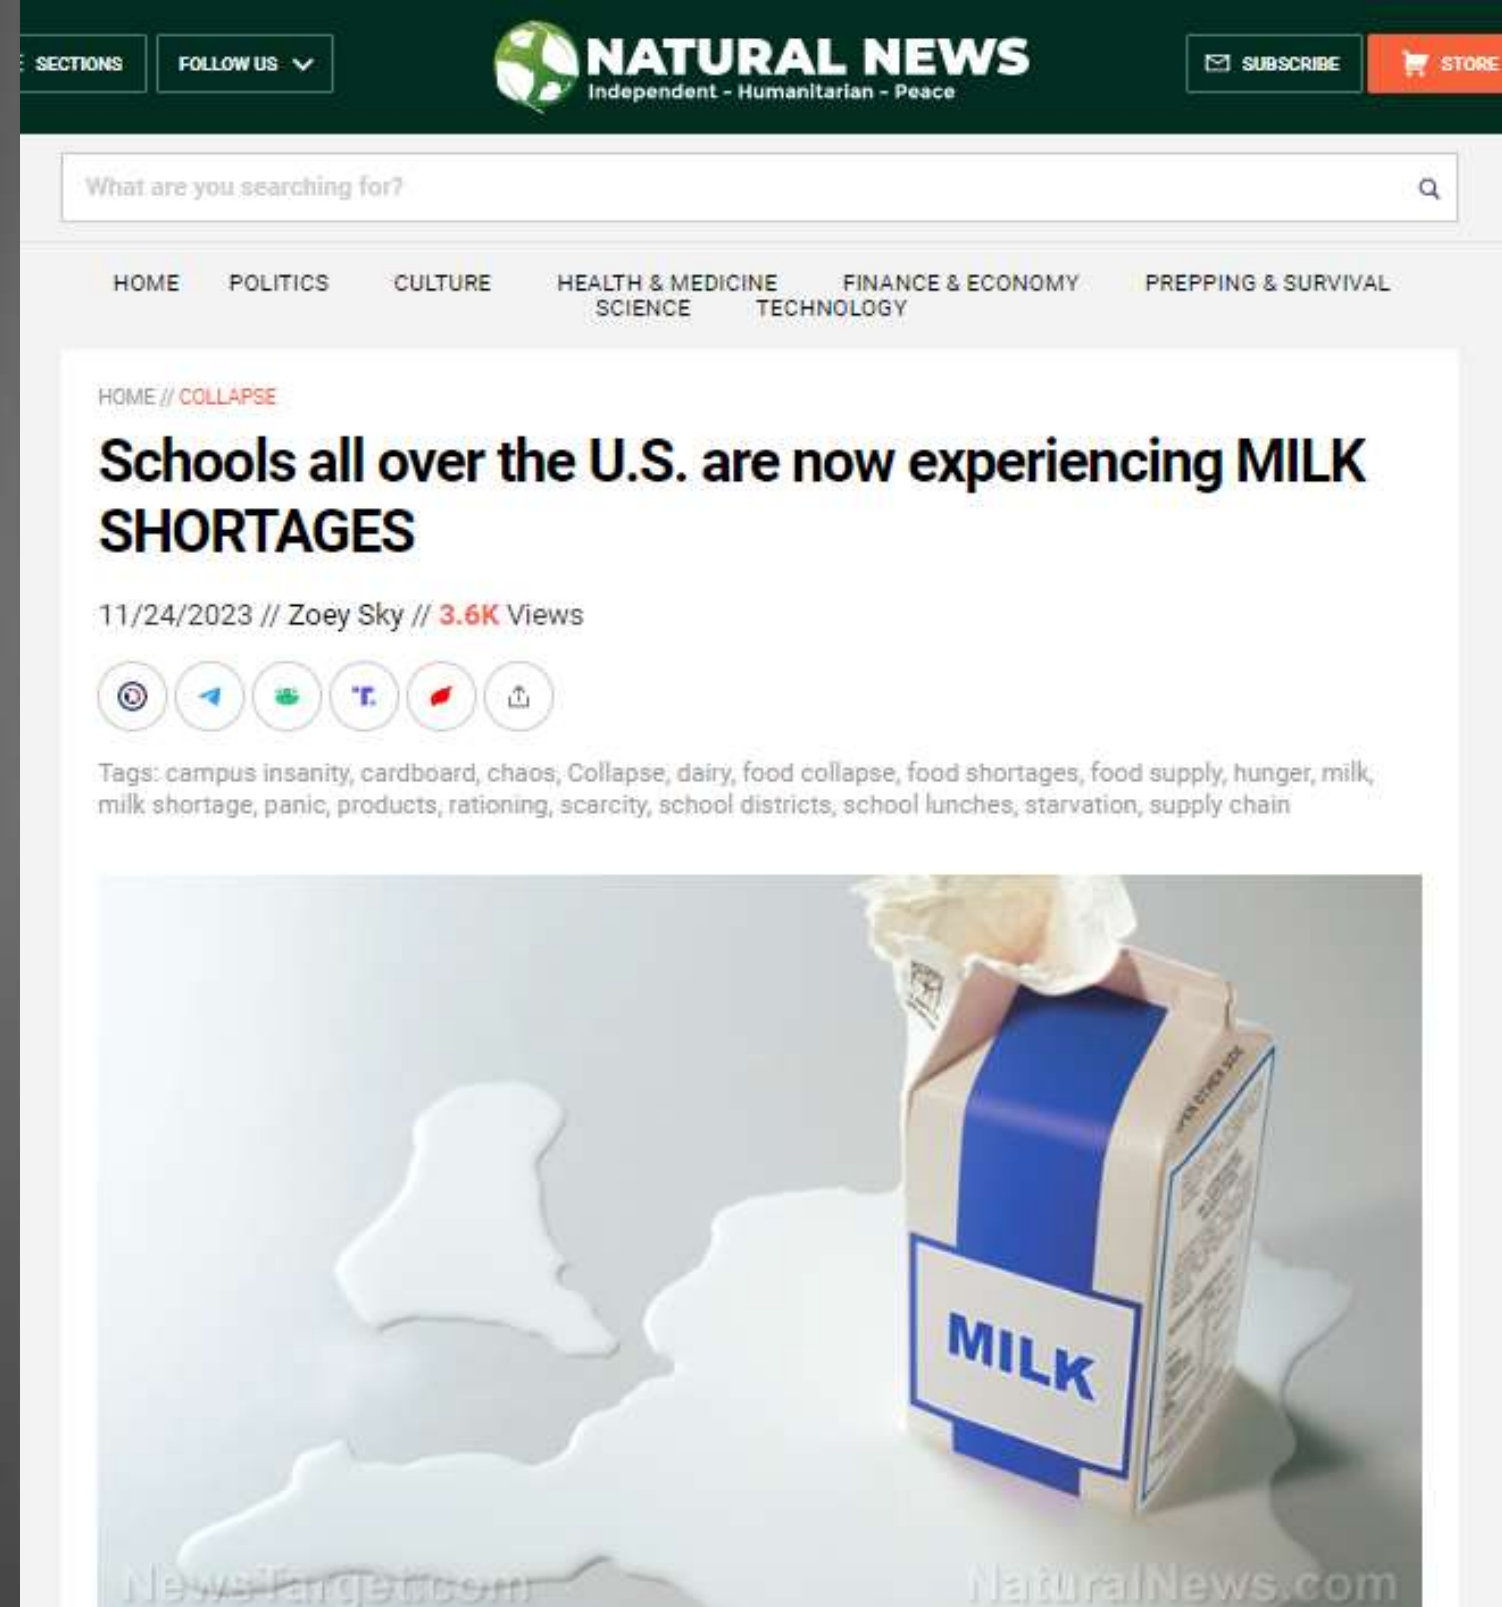 SECTIONS
FOLLOW US
NATURAL NEWS
Independent - Humanitarian - Peace
SUBSCRIBE
STORE
What are you searching for?
HOME POLITICS CULTURE HEALTH & MEDICINE FINANCE & ECONOMY PREPPING & SURVIVAL
SCIENCE TECHNOLOGY
HOME // COLLAPSE
Schools all over the U.S. are now experiencing MILK
SHORTAGES
11/24/2023 // Zoey Sky // 3.6K Views
Tags: campus insanity, cardboard, chaos, Collapse, dairy, food collapse, food shortages, food supply, hunger, milk,
milk shortage, panic, products, rationing, scarcity, school districts, school lunches, starvation, supply chain
OTHER SIDE
MILK
NewsTarget.com
NaturalNews.com